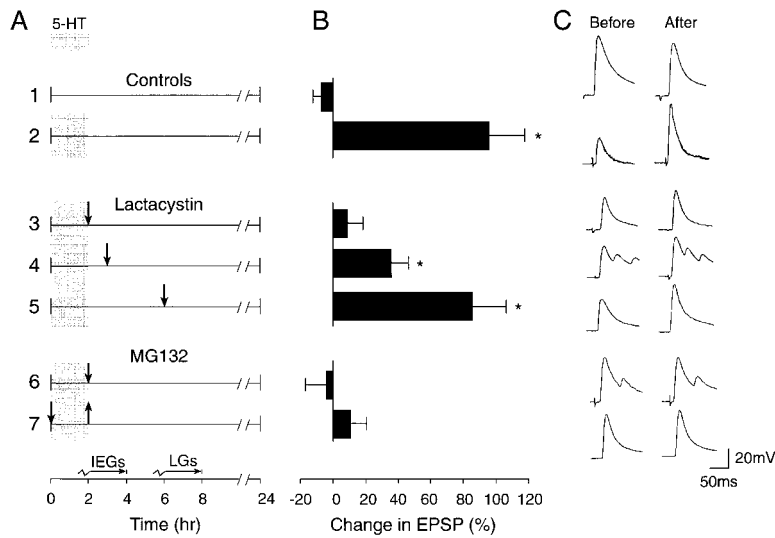 A
5-HT
B
C
Before
After
Controls
1
2
*
Lactacystin
3
4
*
5
*
MG132
6
7
IEGs
LGs
0 2 4 6 8 24
Time (hr)
-20 0 20 40 60 80 100 120
Change in EPSP (%)
20mV
50ms